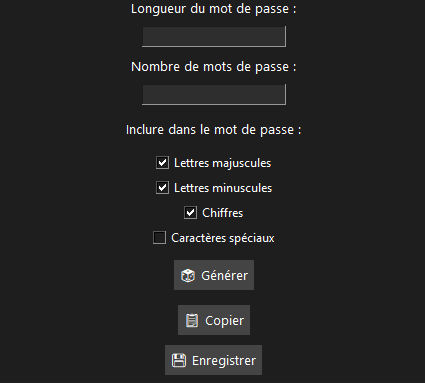 Longueur du mot de passe :
Nombre de mots de passe :
Inclure dans le mot de passe :
Lettres majuscules
Lettres minuscules
Chiffres
Caractères spéciaux
Générer
Copier
Enregistrer